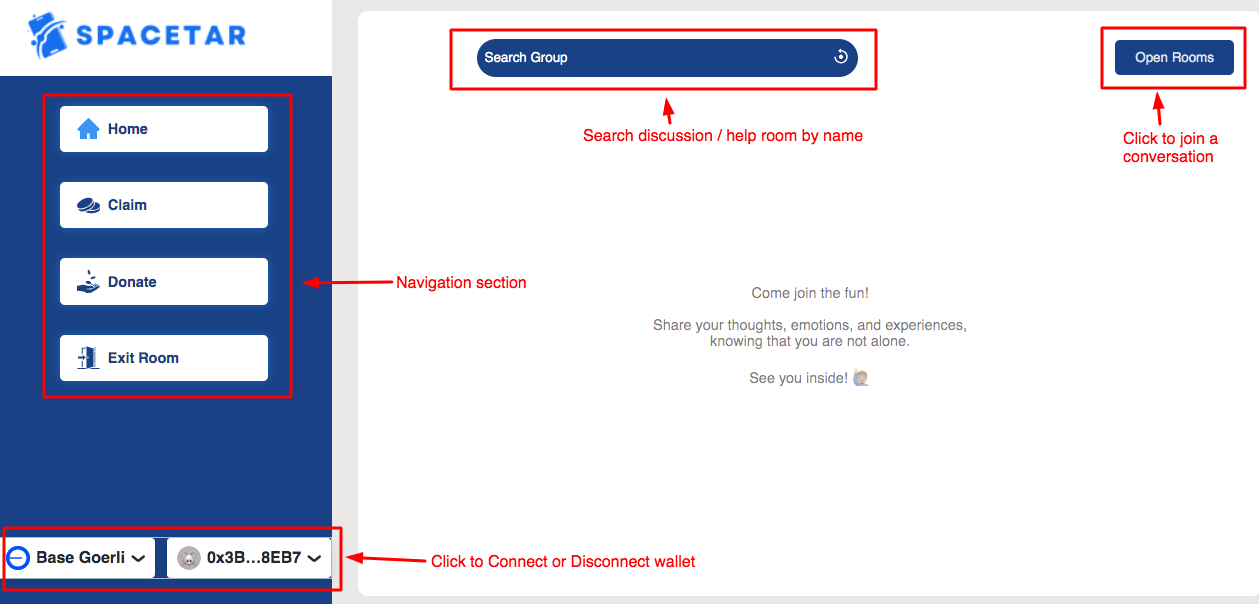 SPACETAR
Home
Claim
Donate
Exit Room
Base Goerli
0x3B...8EB7
Search Group
Open Rooms
Search discussion / help room by name
Click to join a
conversation
Navigation section
Come join the fun!
Share your thoughts, emotions, and experiences,
knowing that you are not alone.
See you inside! 🙋🏼
Click to Connect or Disconnect wallet